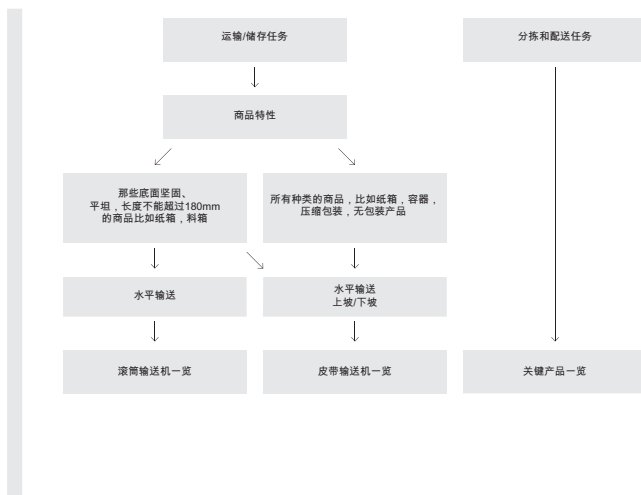 运输/储存任务
分拣和配送任务
商品特性
那些底面坚固、
平坦，长度不能超过180mm
的商品比如纸箱，料箱
所有种类的商品，比如纸箱，容器，
压缩包装，无包装产品
水平输送
水平输送
上坡/下坡
滚筒输送机一览
皮带输送机一览
关键产品一览